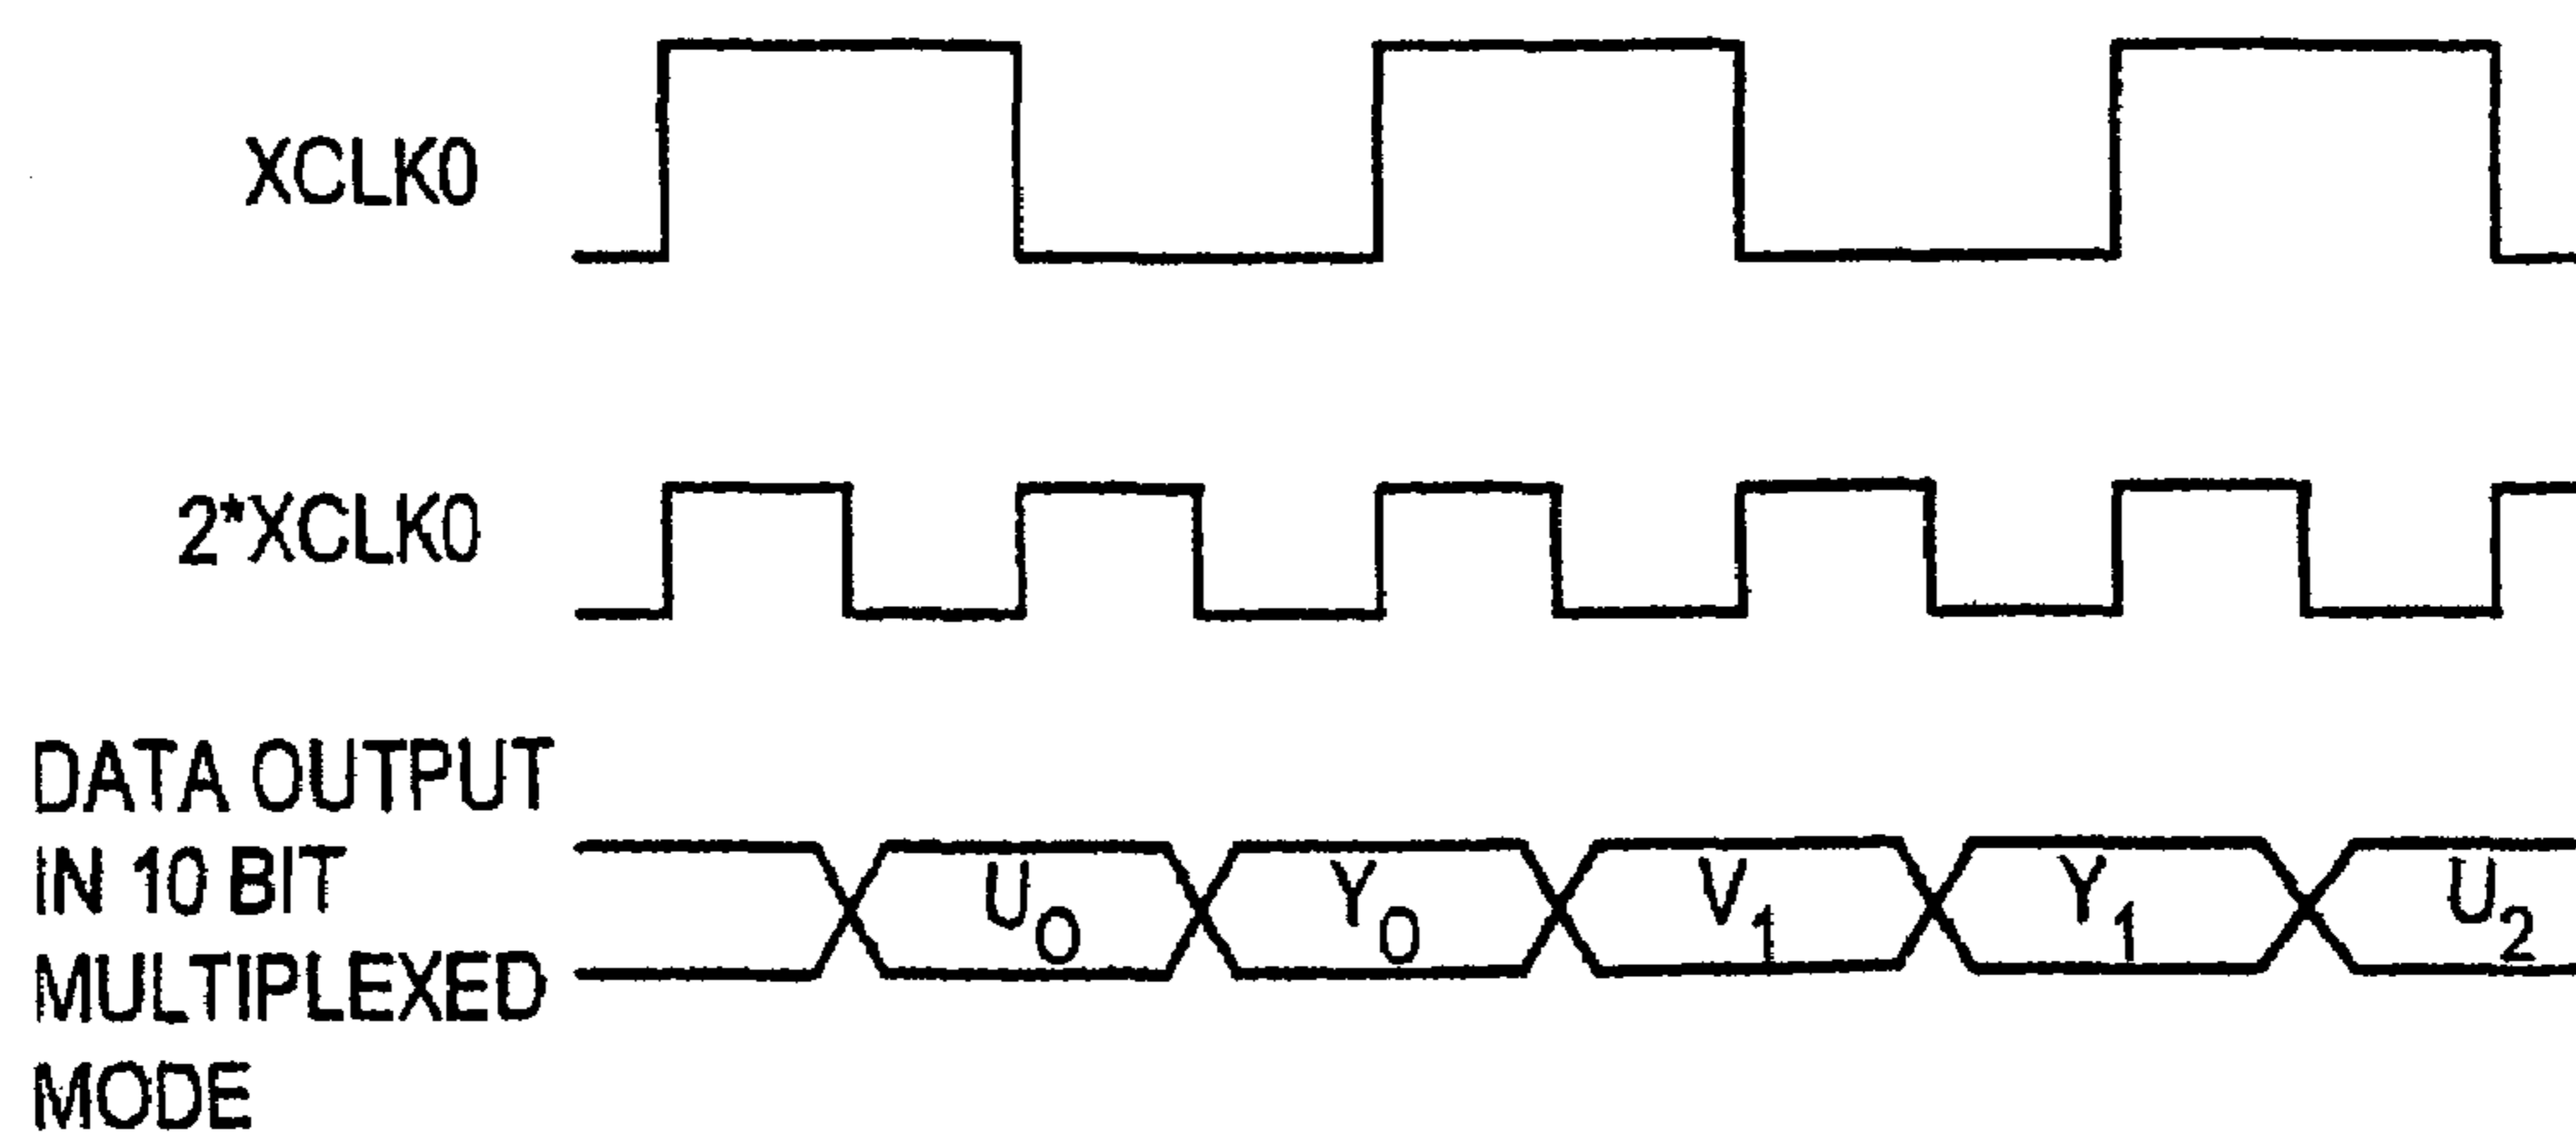 XCLK0
2*XCLK0
DATA OUTPUT
IN 10 BIT
MULTIPLEXED
MODE
U0 Y0 V1 Y1 U2